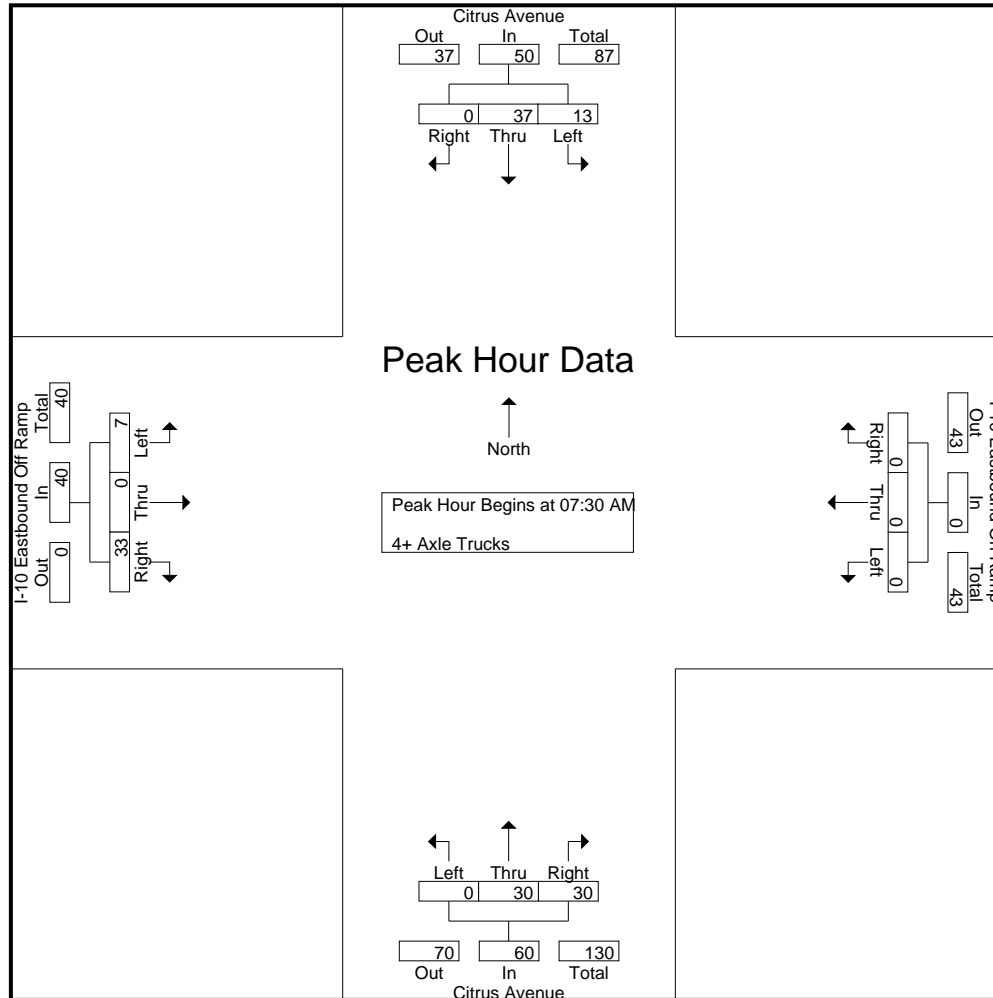 Citrus Avenue
Out In Total
37 50 87
0 37 13
Right Thru Left
Peak Hour Data
North
Peak Hour Begins at 07:30 AM
4+ Axle Trucks
I-10 Eastbound Off Ramp
Out In Total
0 40 40
Left Thru Right
7 0 33
Out In Total
43 0 43
Right Thru Left
0 0 0
Left Thru Right
0 30 30
70 60 130
Out In Total
Citrus Avenue